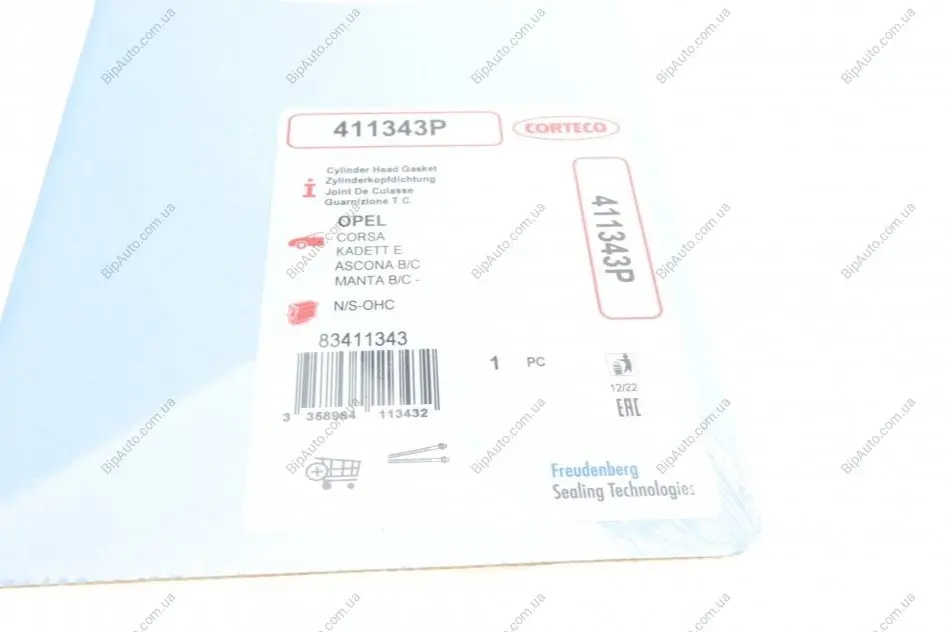 411343P
CORTECO
Cylinder Head Gasket
Zylinderkopfdichtung
Joint De Culasse
Guarnizione T.C.
OPEL
CORSA
KADETT E
ASCONA B/C
MANTA B/C -
N/S-OHC
411343P
83411343
1 PC
3 358964 113432
12/22
EAC
Freudenberg
Sealing Technologies
BipAuto.com.ua